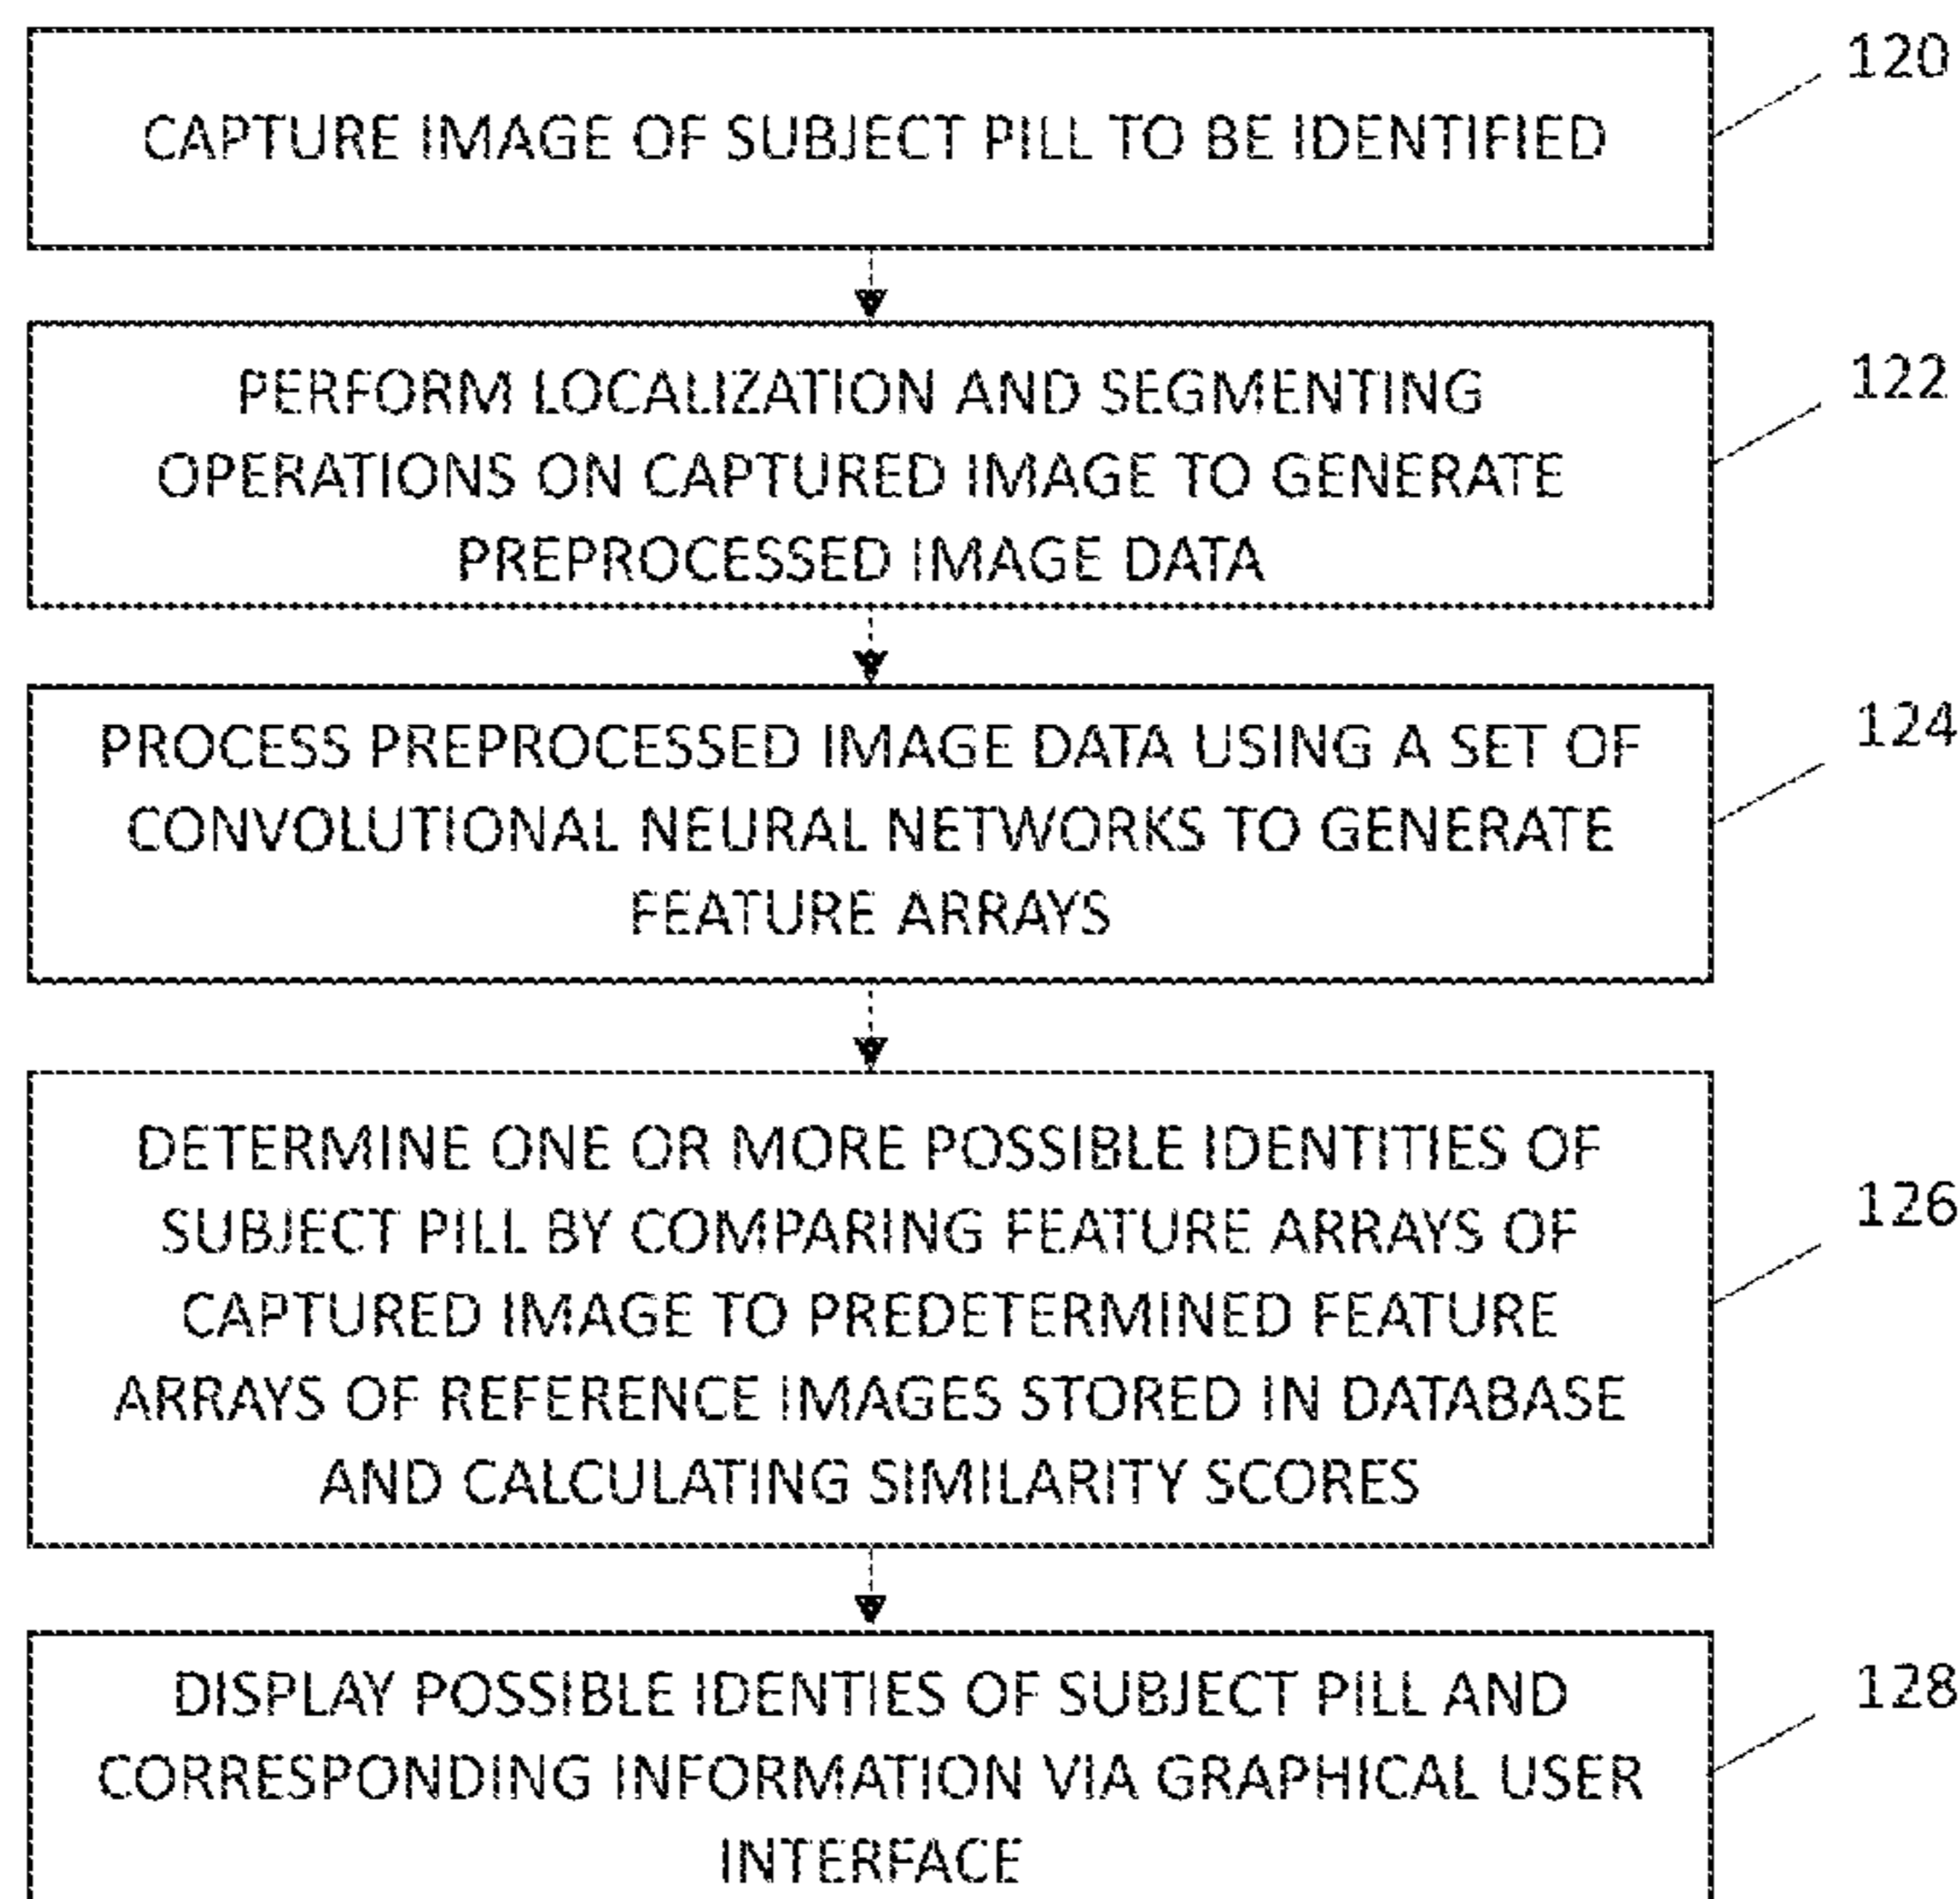 CAPTURE IMAGE OF SUBJECT PILL TO BE IDENTIFIED
120
PERFORM LOCALIZATION AND SEGMENTING
OPERATIONS ON CAPTURED IMAGE TO GENERATE
PREPROCESSED IMAGE DATA
122
PROCESS PREPROCESSED IMAGE DATA USING A SET OF
CONVOLUTIONAL NEURAL NETWORKS TO GENERATE
FEATURE ARRAYS
124
DETERMINE ONE OR MORE POSSIBLE IDENTITIES OF
SUBJECT PILL BY COMPARING FEATURE ARRAYS OF
CAPTURED IMAGE TO PREDETERMINED FEATURE
ARRAYS OF REFERENCE IMAGES STORED IN DATABASE
AND CALCULATING SIMILARITY SCORES
126
DISPLAY POSSIBLE IDENTIES OF SUBJECT PILL AND
CORRESPONDING INFORMATION VIA GRAPHICAL USER
INTERFACE
128